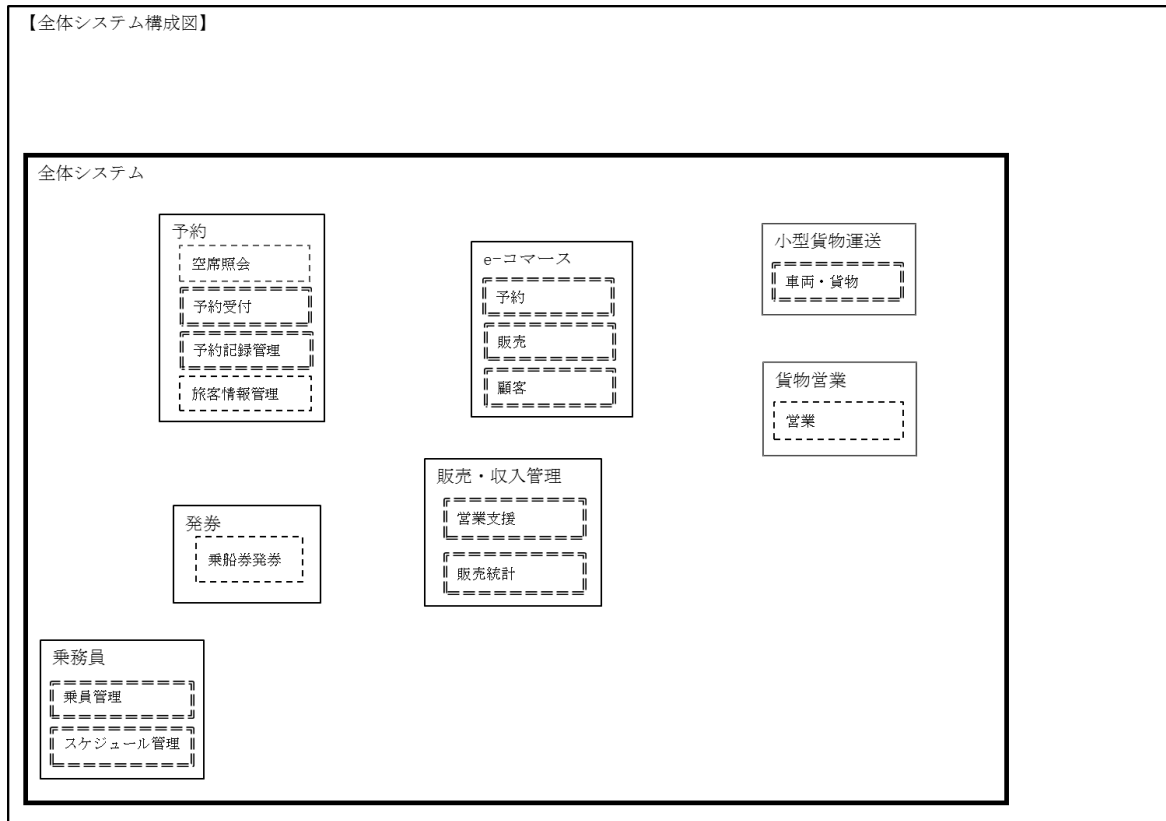 【全体システム構成図】
全体システム
予約
空席照会
予約受付
予約記録管理
旅客情報管理
e-コマース
予約
販売
顧客
小型貨物運送
車両・貨物
貨物営業
営業
販売・収入管理
営業支援
販売統計
発券
乗船券発券
乗務員
乗員管理
スケジュール管理